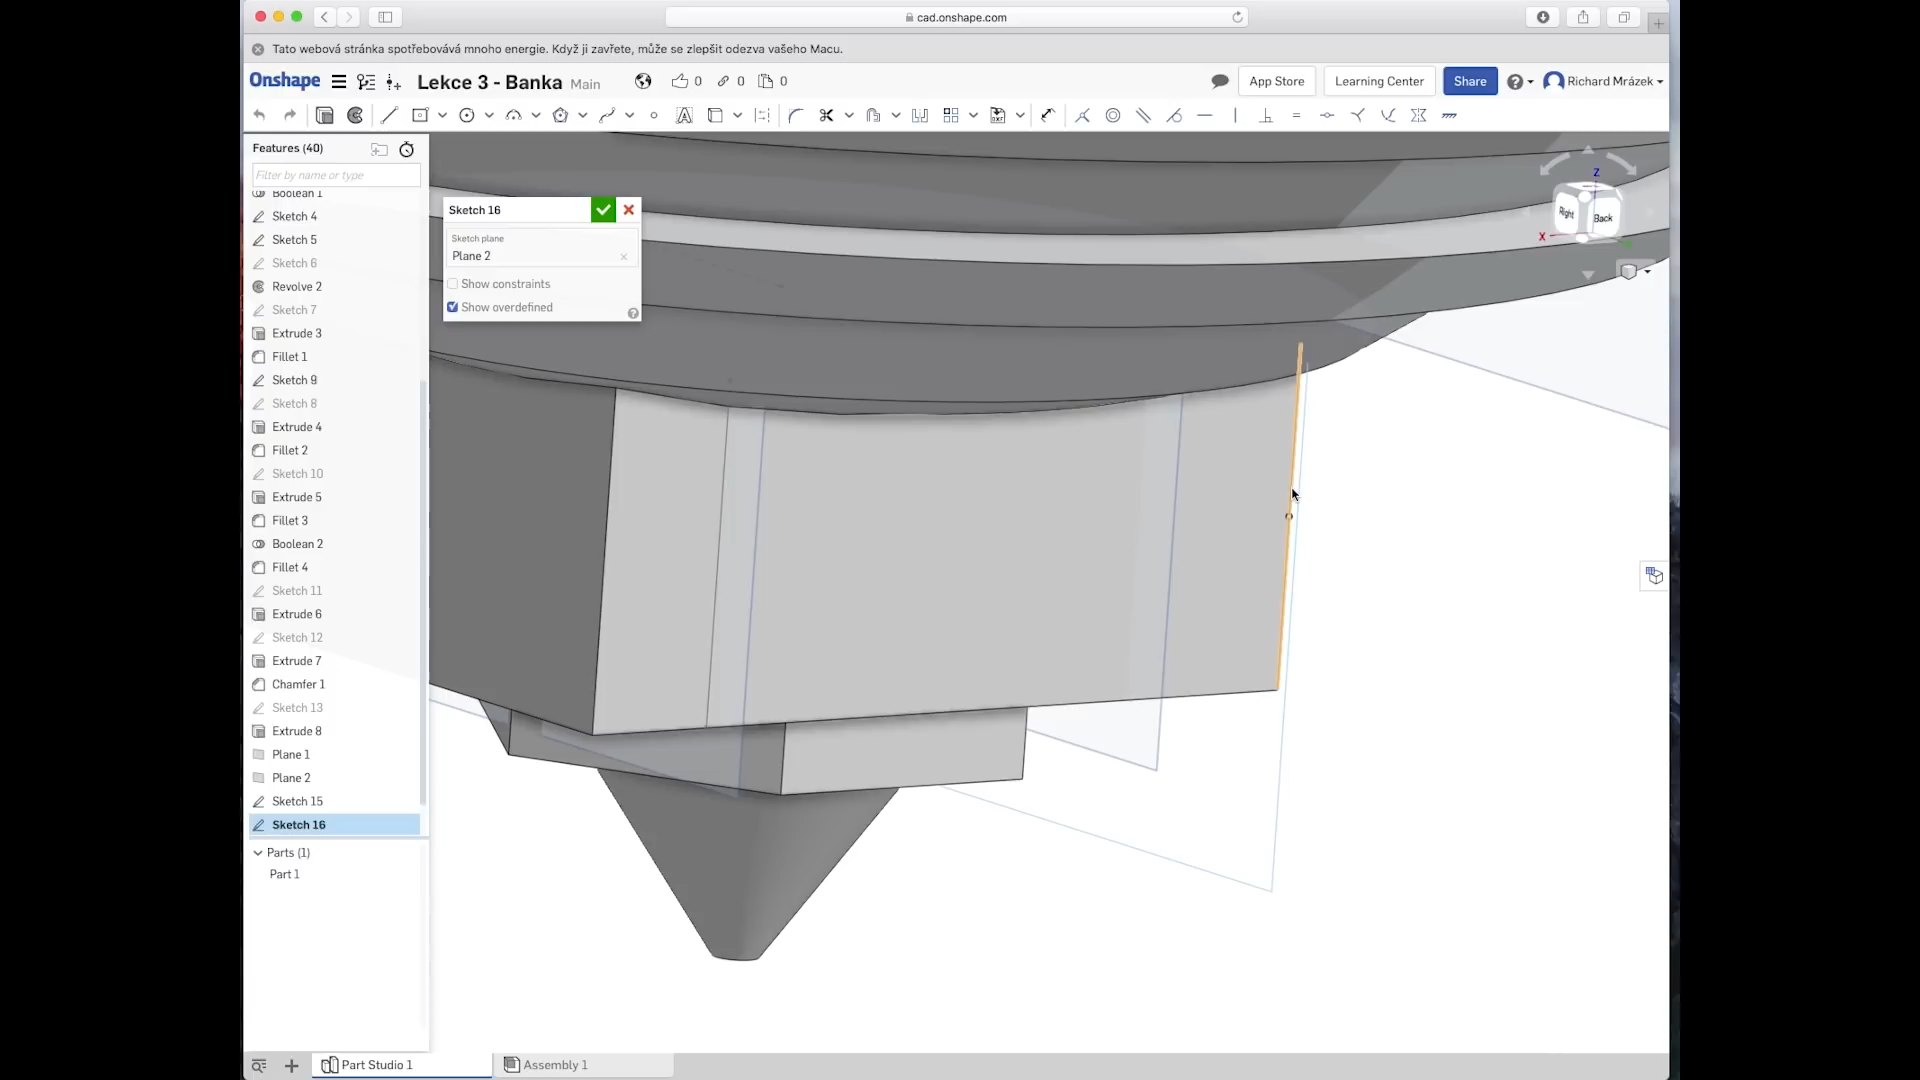 cad.onshape.com
Tato webová stránka spotřebovává mnoho energie. Když ji zavřete, může se zlepšit odezva vašeho Macu.
Onshape
Lekce 3 - Banka Main
0
0
0
App Store
Learning Center
Share
Richard Mrázek
Features (40)
Filter by name or type
Boolean 1
Sketch 4
Sketch 5
Sketch 6
Revolve 2
Sketch 7
Extrude 3
Fillet 1
Sketch 9
Sketch 8
Extrude 4
Fillet 2
Sketch 10
Extrude 5
Fillet 3
Boolean 2
Fillet 4
Sketch 11
Extrude 6
Sketch 12
Extrude 7
Chamfer 1
Sketch 13
Extrude 8
Plane 1
Plane 2
Sketch 15
Sketch 16
Parts (1)
Part 1
Sketch 16
Sketch plane
Plane 2
Show constraints
Show overdefined
Z
Right
Back
X
Part Studio 1
Assembly 1